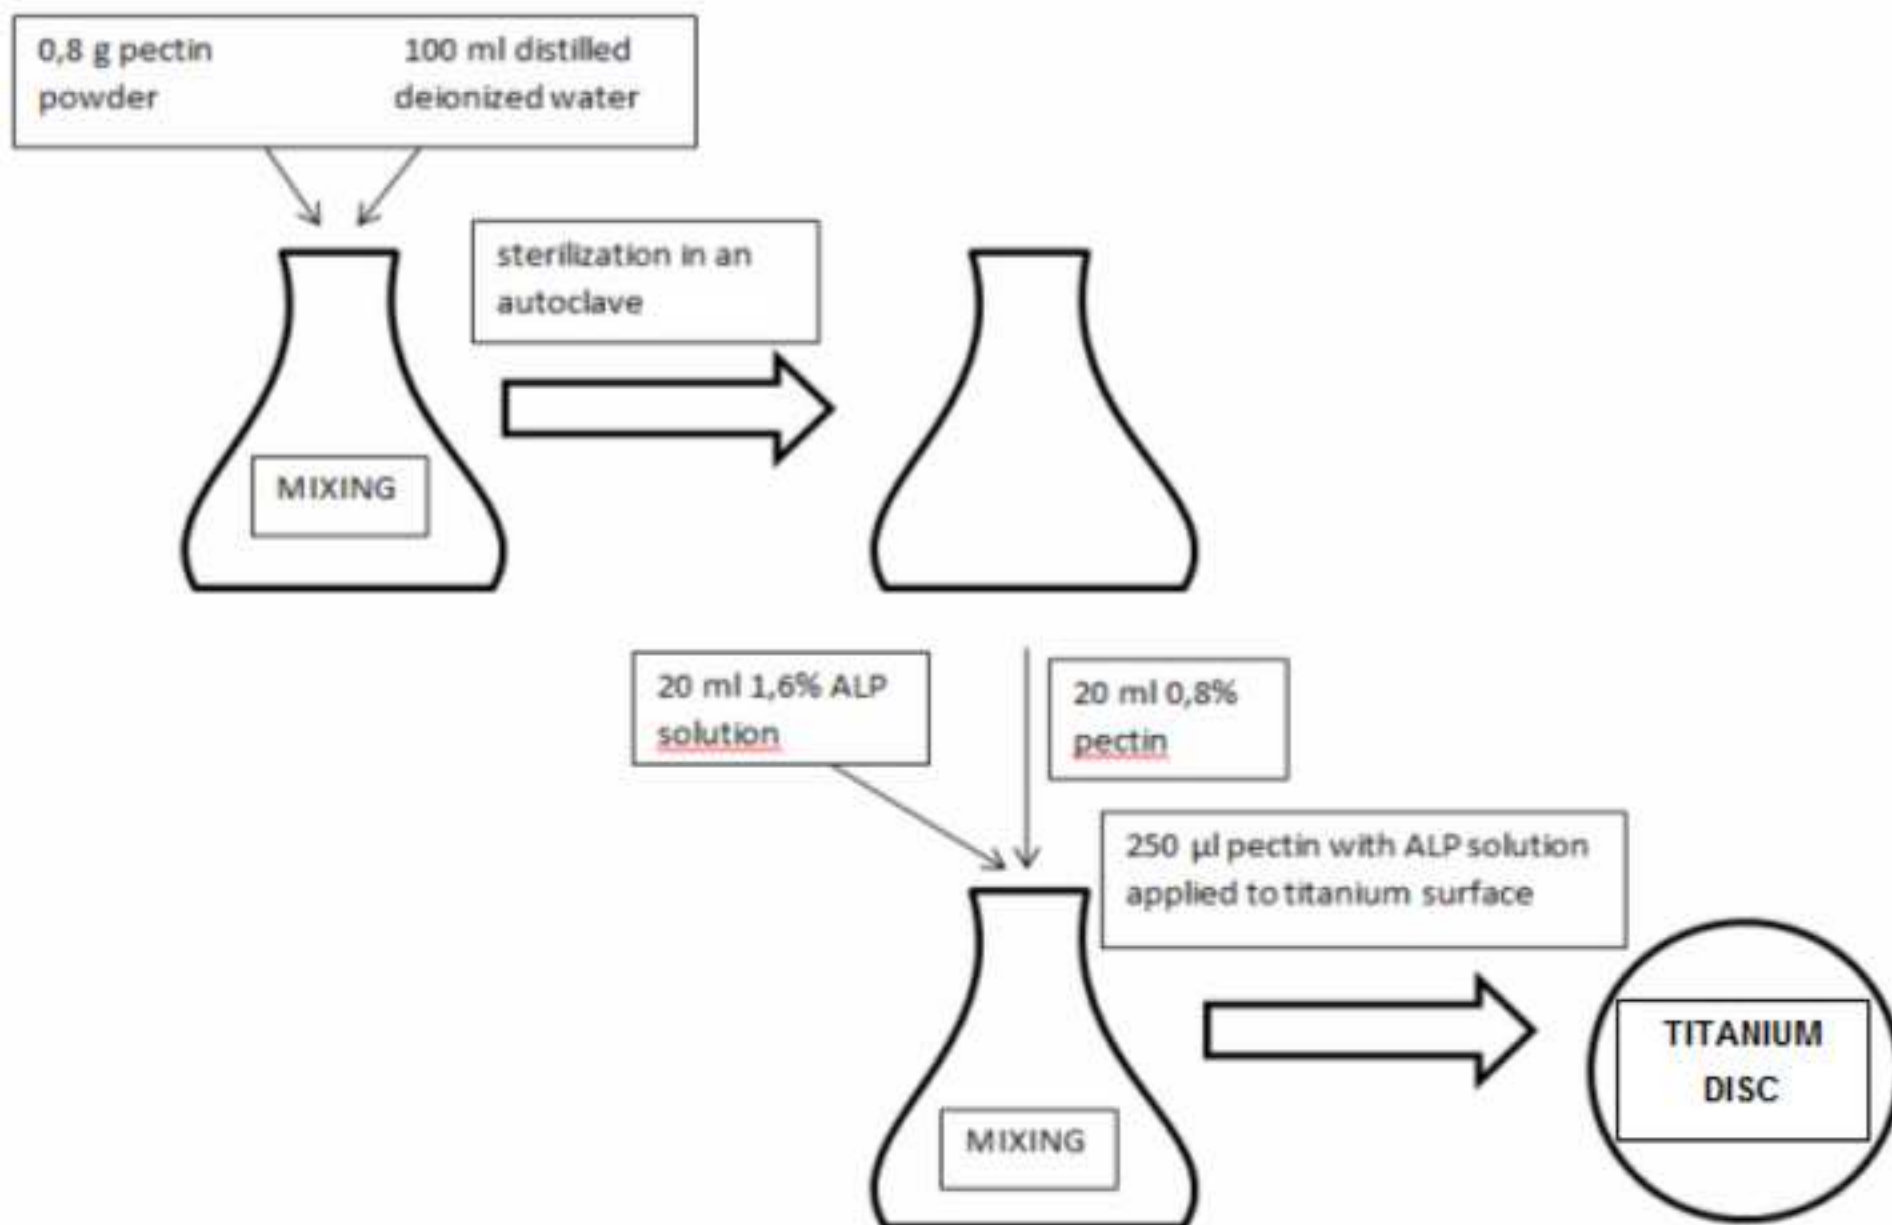 0,8 g pectin
powder
100 ml distilled
deionized water
sterilization in an
autoclave
MIXING
20 ml 1,6% ALP
solution
20 ml 0,8%
pectin
250 µl pectin with ALP solution
applied to titanium surface
TITANIUM
DISC
MIXING